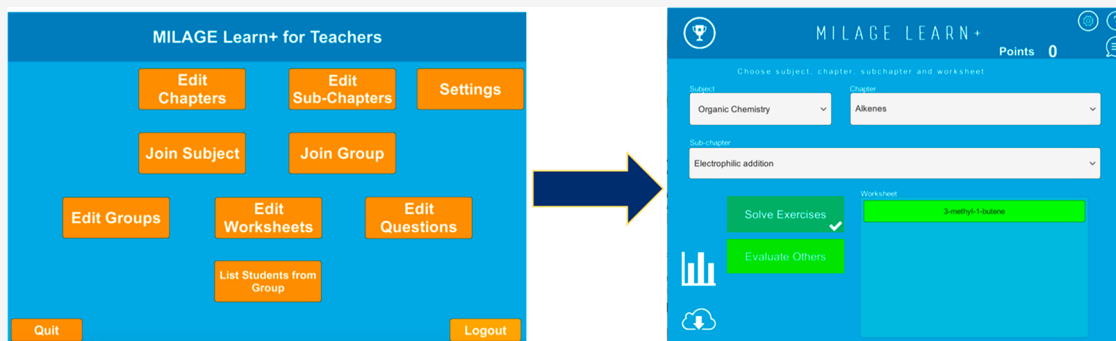 MILAGE Learn+ for Teachers
Edit
Chapters
Edit
Sub-Chapters
Settings
Join Subject
Join Group
Edit Groups
Edit
Worksheets
Edit
Questions
List Students from
Group
Quit
Logout
MILAGE LEARN+
Points 0
Choose subject, chapter, subchapter and worksheet
Subject
Chapter
Organic Chemistry
Alkenes
Sub-chapter
Electrophilic addition
Worksheet
Solve Exercises
3-methyl-1-butene
Evaluate Others